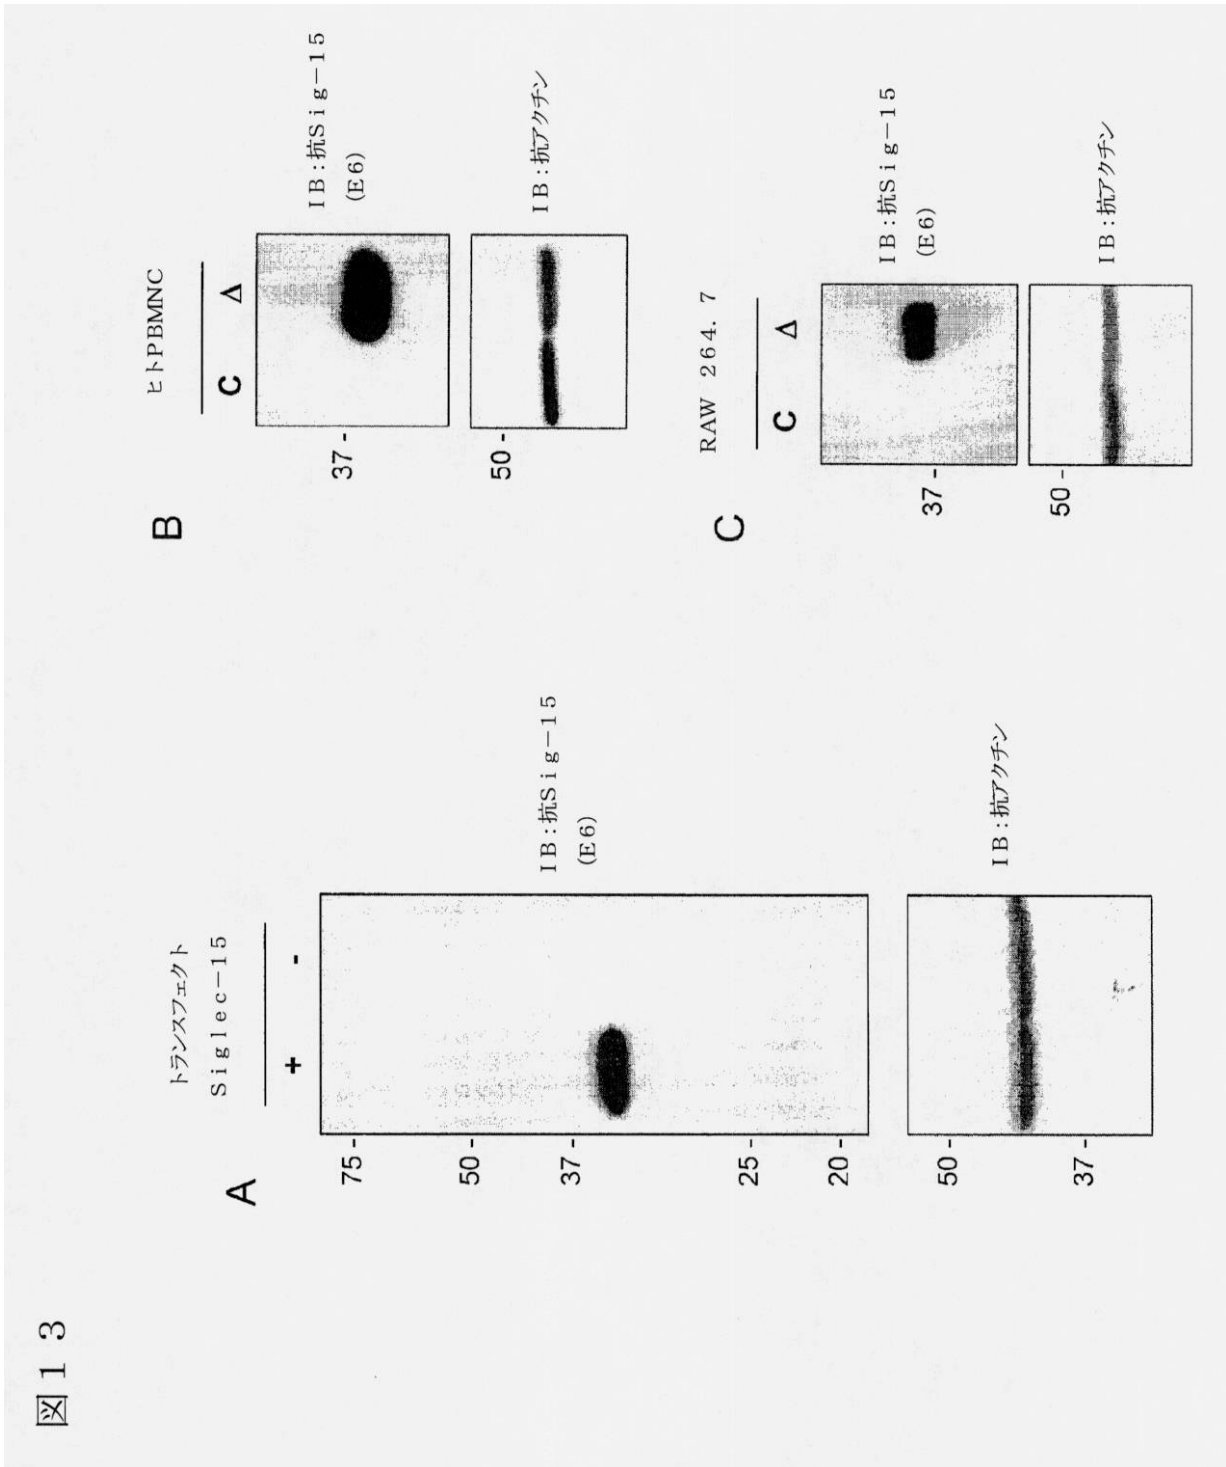 図13
A
トランスフェクト
Siglec-15
+ -
75-
50-
37-
25-
20-
IB:抗Sig-15
(E6)
50-
37-
IB:抗アクチン
B
ヒトPBMNC
C Δ
37-
IB:抗Sig-15
(E6)
50-
IB:抗アクチン
C
RAW 264.7
C Δ
37-
IB:抗Sig-15
(E6)
50-
IB:抗アクチン